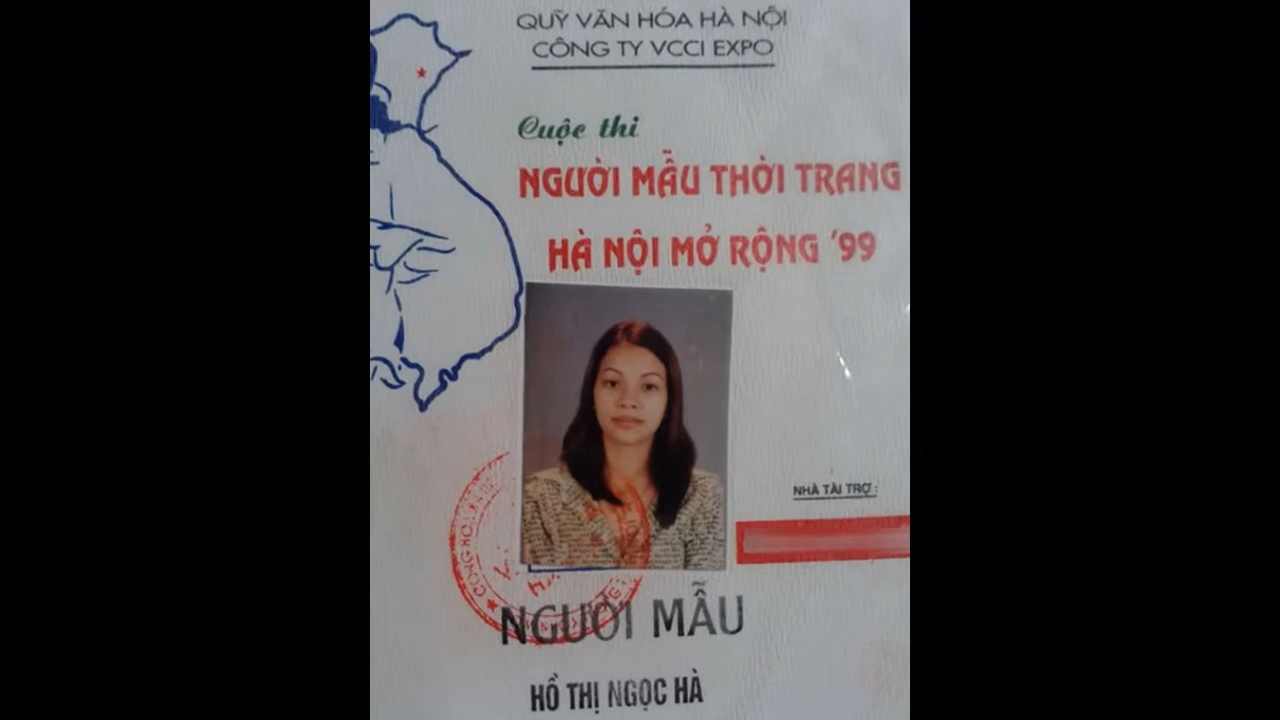 QUỸ VĂN HÓA HÀ NỘI
CÔNG TY VCCI EXPO
Cuộc thi
NGƯỜI MẪU THỜI TRANG
HÀ NỘI MỞ RỘNG '99
NHÀ TÀI TRỢ :
NGƯỜI MẪU
HỒ THỊ NGỌC HÀ